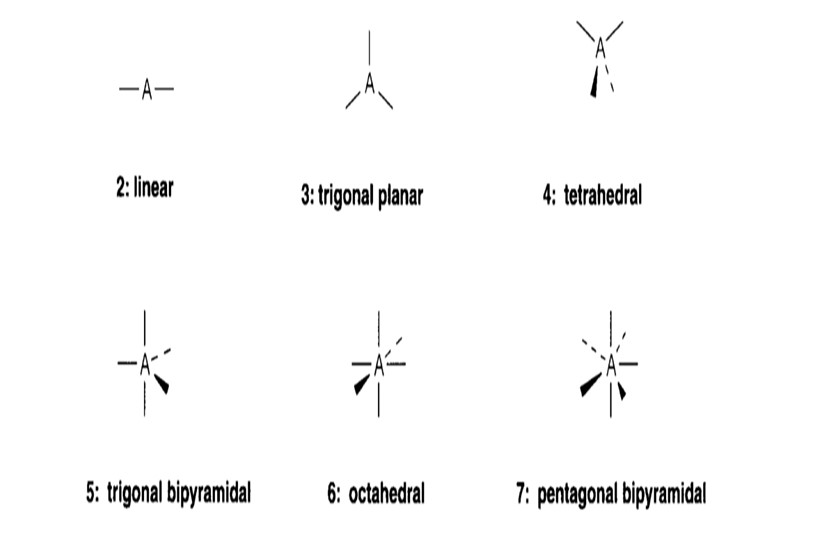 A
A
A
2: linear
3: trigonal planar
4: tetrahedral
A
A
A
5: trigonal bipyramidal
6: octahedral
7: pentagonal bipyramidal